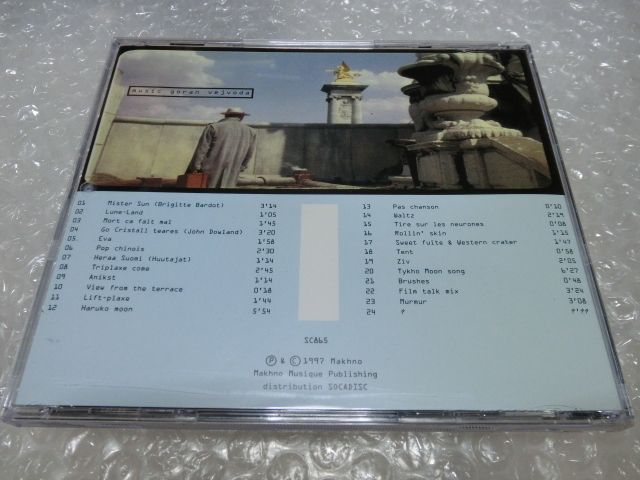 music goran vejvoda
01 Mister Sun (Brigitte Bardot) 3'14
02 Lune-Land 1'05
03 Mort ca fait mal 1'45
04 Go Cristall teares (John Dowland) 3'20
05. Eva 1'58
06 Pop chinois 2'30
07 Heraa Suomi (Huutajat) 1'14
08 Triplaxe come 2'45
09 Anikst 1'14
10 View from the terrace 0'18
11 Lift-plaxe 1'44
12 Haruko moon 5'54
13 Pas chanson 0'10
14 Waltz 2'19
15 Tire sur les neurones 0'08
16 Rollin' skin 1'15
17 Sweet fuite & Western crater 1'47
18 Tent 0'58
19 Ziv 2'05
20 Tykho Moon song 6'27
21 Brushes 0'48
22 Film talk mix 3'24
23 Murmur 3'08
24 ? ?'??
SC865
Ⓟ & © 1997 Makhno
Makhno Musique Publishing
distribution SOCADISC